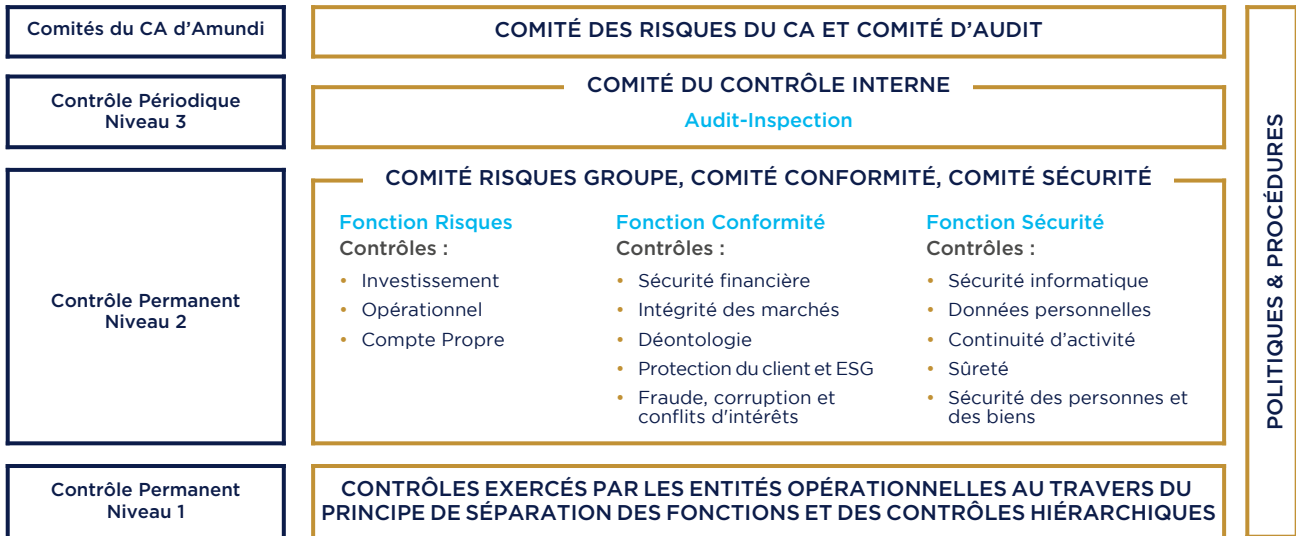 Comités du CA d'Amundi
COMITÉ DES RISQUES DU CA ET COMITÉ D'AUDIT
Contrôle Périodique
Niveau 3
COMITÉ DU CONTRÔLE INTERNE
Audit-Inspection
Contrôle Permanent
Niveau 2
COMITÉ RISQUES GROUPE, COMITÉ CONFORMITÉ, COMITÉ SÉCURITÉ
Fonction Risques
Contrôles :
• Investissement
• Opérationnel
• Compte Propre
Fonction Conformité
Contrôles :
• Sécurité financière
• Intégrité des marchés
• Déontologie
• Protection du client et ESG
• Fraude, corruption et
conflits d'intérêts
Fonction Sécurité
Contrôles :
• Sécurité informatique
• Données personnelles
• Continuité d'activité
• Sûreté
• Sécurité des personnes et
des biens
Contrôle Permanent
Niveau 1
CONTRÔLES EXERCÉS PAR LES ENTITÉS OPÉRATIONNELLES AU TRAVERS DU
PRINCIPE DE SÉPARATION DES FONCTIONS ET DES CONTRÔLES HIÉRARCHIQUES
POLITIQUES & PROCÉDURES